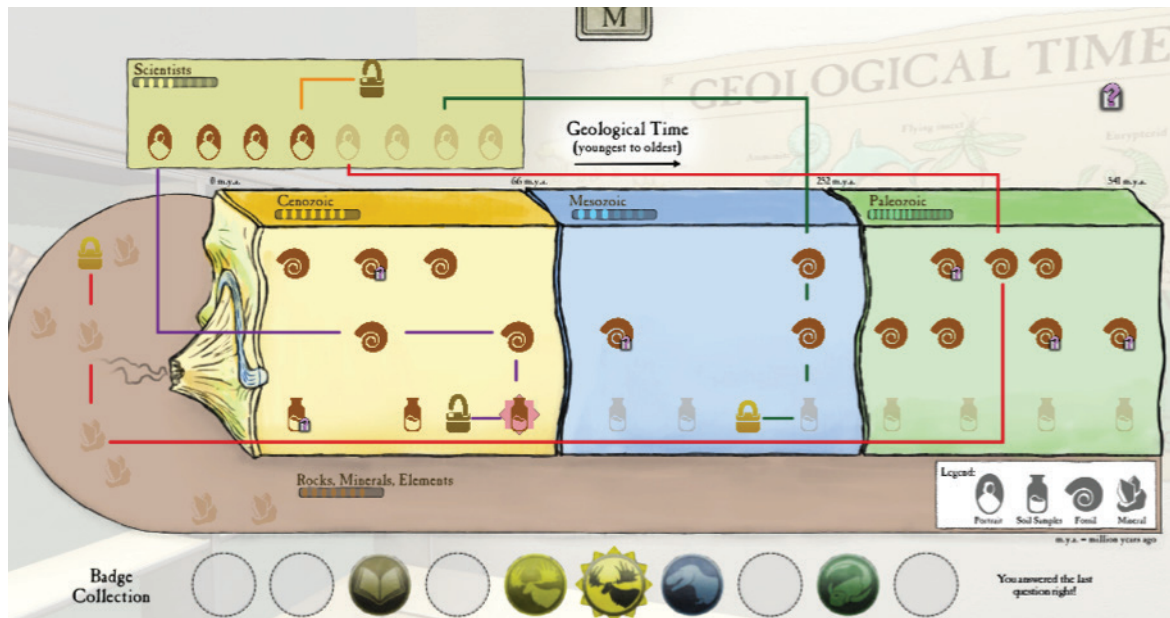 M
GEOLOGICAL TIME
Scientists
Flying insect
Geological Time
(youngest to oldest)
0 m.y.a.
66 m.y.a.
252 m.y.a.
541 m.y.a.
Cenozoic
Mesozoic
Paleozoic
Rocks, Minerals, Elements
Legend:
Portrait
Soil Samples
Fossil
Mineral
m.y.a. = million years ago
Badge
Collection
You answered the last
question right!